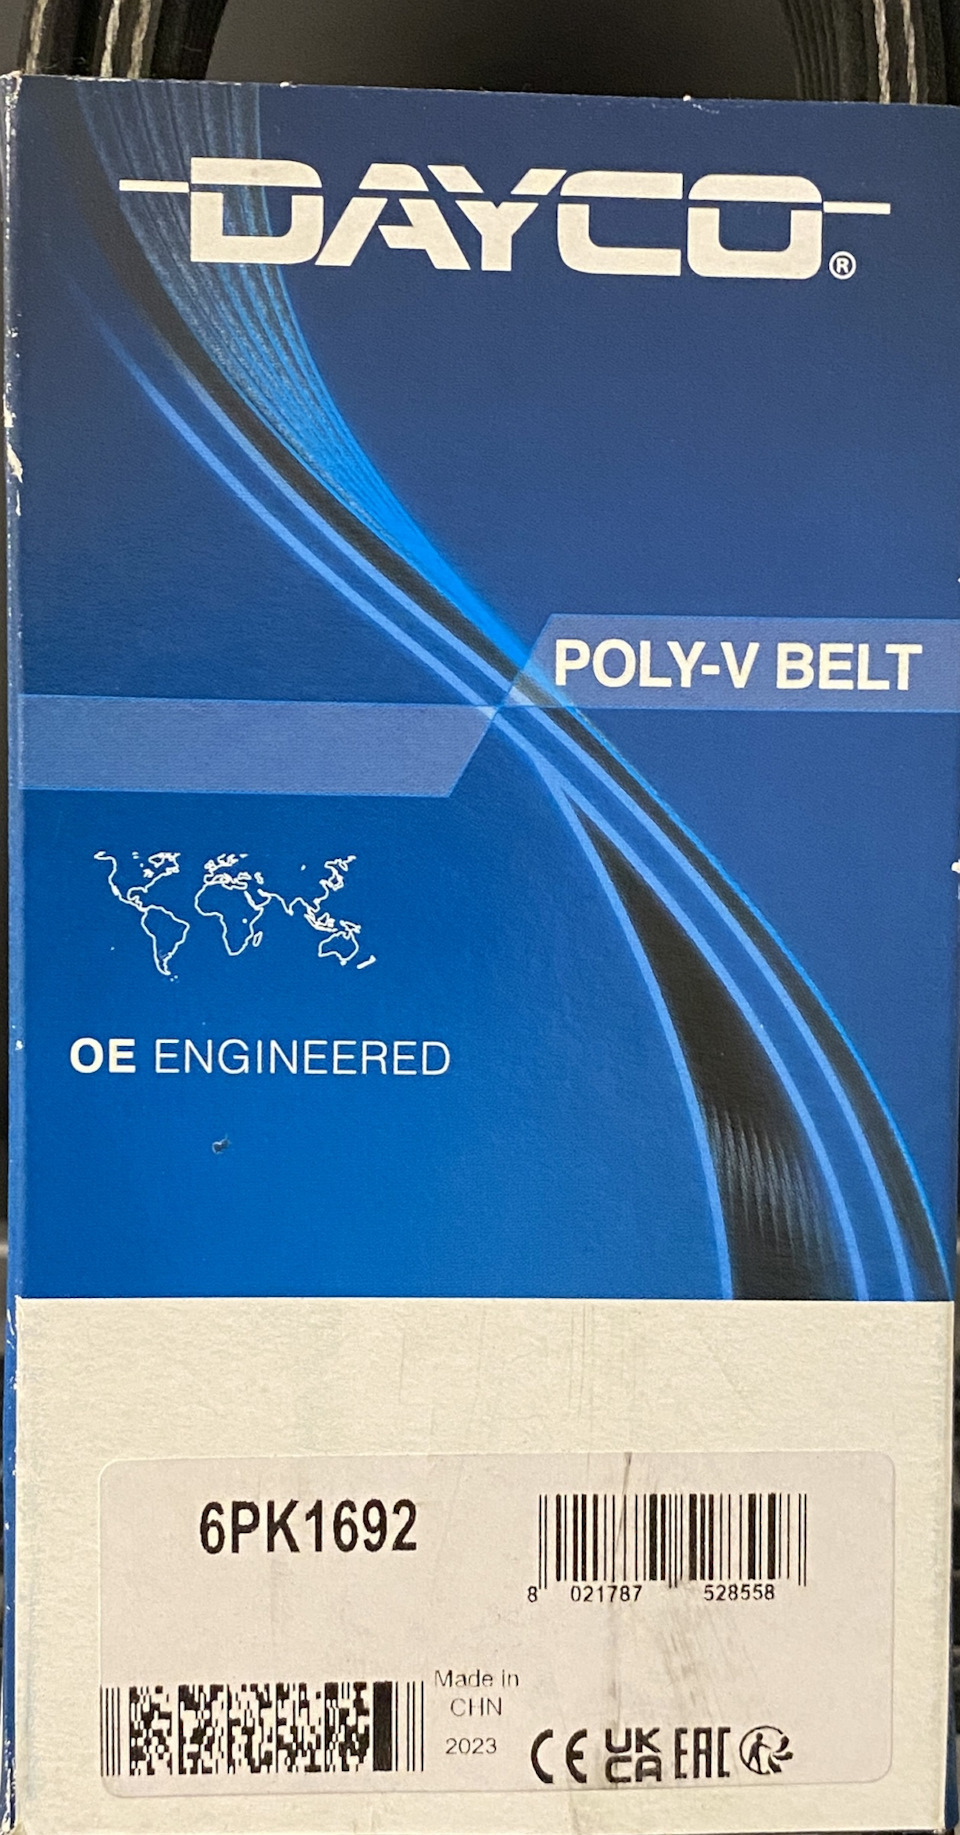 DAYCO®
POLY-V BELT
OE ENGINEERED
6PK1692
8 021787 528558
Made in
CHN
2023
CE UK CA EAC